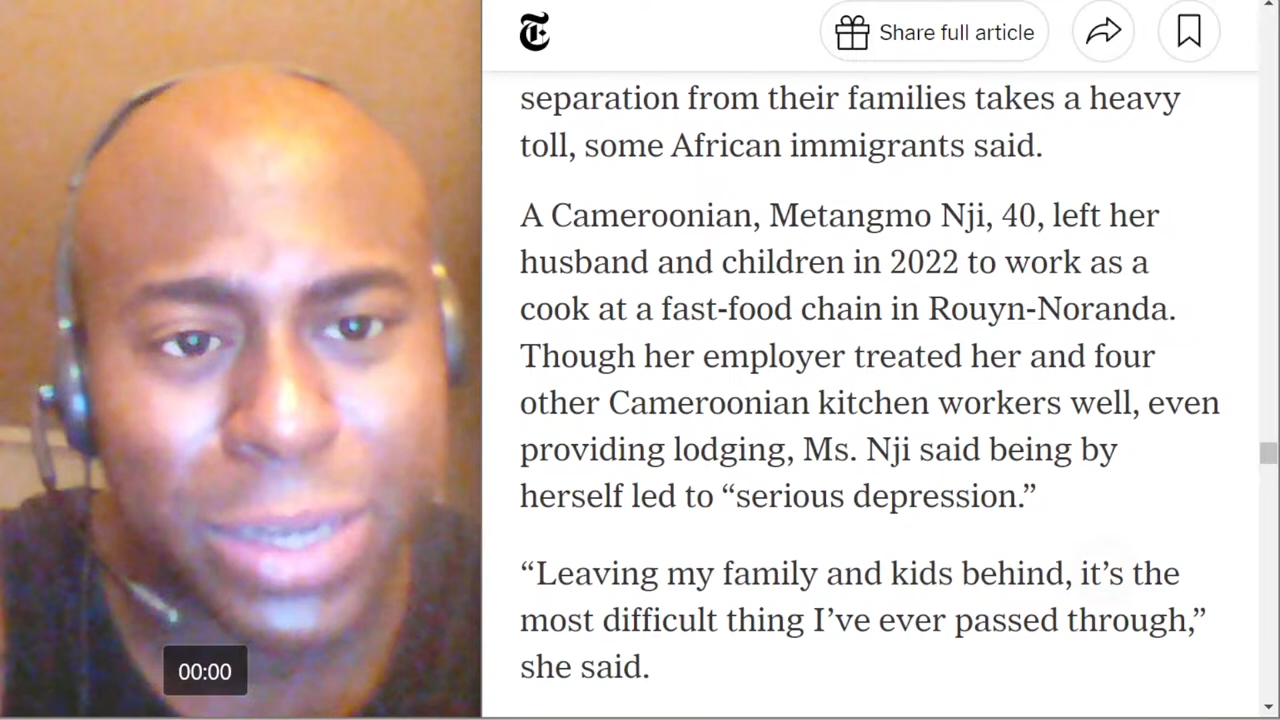 Share full article
separation from their families takes a heavy
toll, some African immigrants said.
A Cameroonian, Metangmo Nji, 40, left her
husband and children in 2022 to work as a
cook at a fast-food chain in Rouyn-Noranda.
Though her employer treated her and four
other Cameroonian kitchen workers well, even
providing lodging, Ms. Nji said being by
herself led to “serious depression.”
“Leaving my family and kids behind, it’s the
most difficult thing I’ve ever passed through,”
she said.
00:00